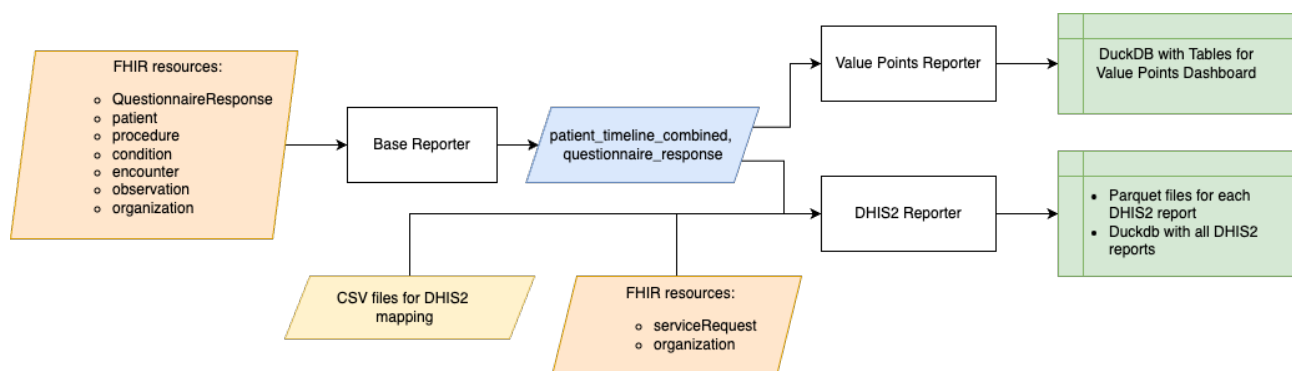 FHIR resources:
QuestionnaireResponse
patient
procedure
condition
encounter
observation
organization
Base Reporter
patient_timeline_combined,
questionnaire_response
Value Points Reporter
DuckDB with Tables for
Value Points Dashboard
DHIS2 Reporter
Parquet files for each
DHIS2 report
Duckdb with all DHIS2
reports
CSV files for DHIS2
mapping
FHIR resources:
serviceRequest
organization